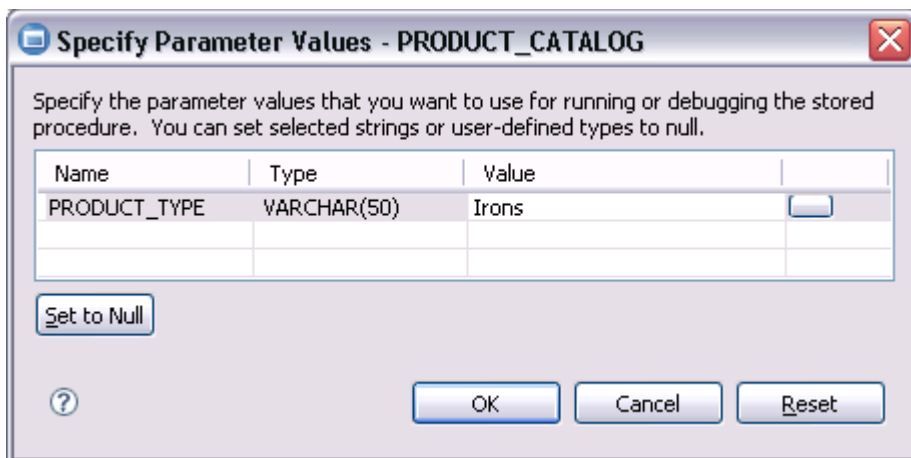 Specify Parameter Values - PRODUCT_CATALOG
Specify the parameter values that you want to use for running or debugging the stored
procedure. You can set selected strings or user-defined types to null.
Name Type Value
PRODUCT_TYPE VARCHAR(50) Irons
Set to Null
? OK Cancel Reset